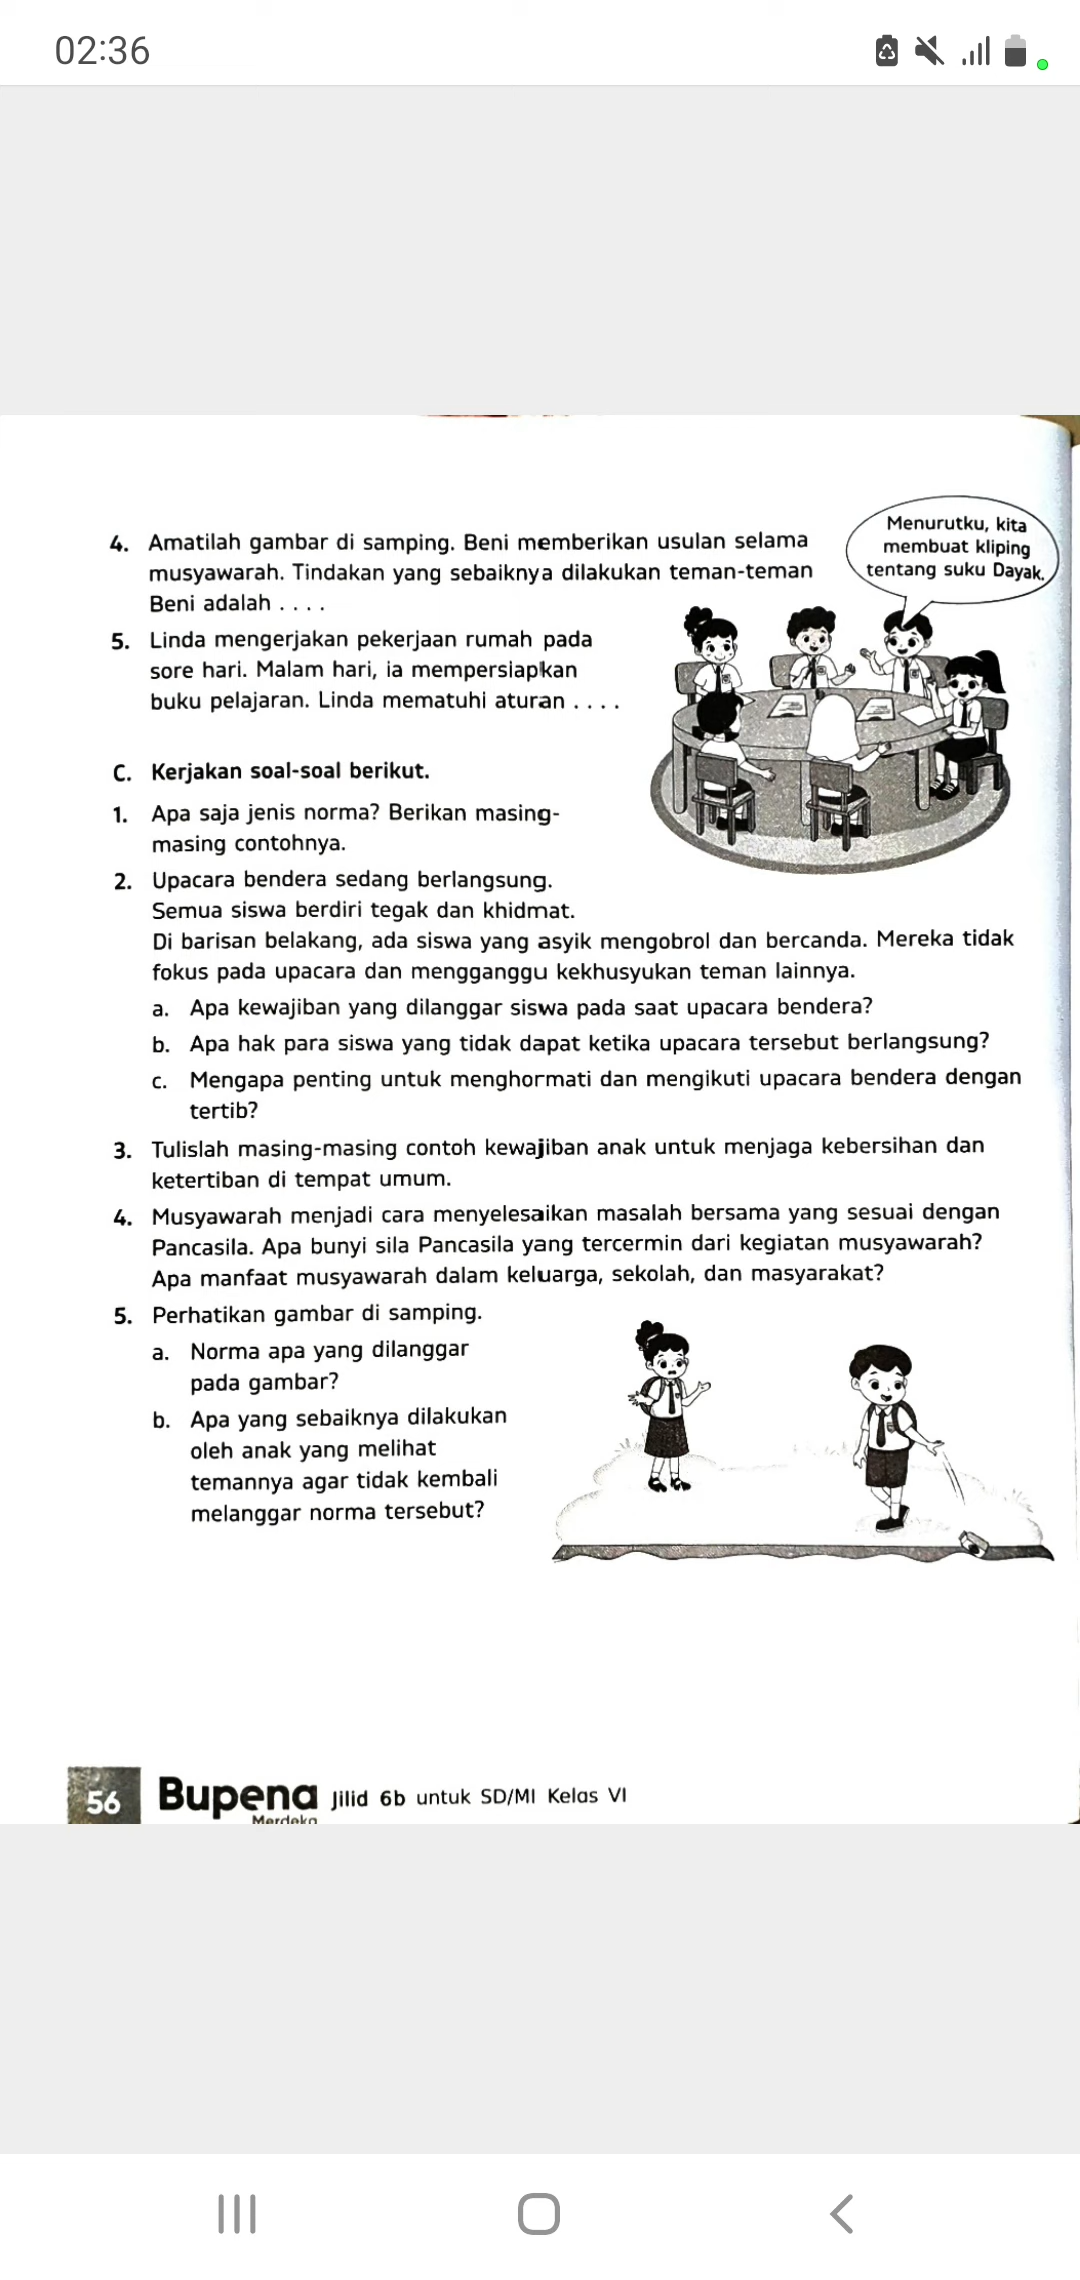 02:36
Menurutku, kita
membuat kliping
tentang suku Dayak.
4. Amatilah gambar di samping. Beni memberikan usulan selama
musyawarah. Tindakan yang sebaiknya dilakukan teman-teman
Beni adalah . . . .
5. Linda mengerjakan pekerjaan rumah pada
sore hari. Malam hari, ia mempersiapkan
buku pelajaran. Linda mematuhi aturan . . . .
C. Kerjakan soal-soal berikut.
1. Apa saja jenis norma? Berikan masing-
masing contohnya.
2. Upacara bendera sedang berlangsung.
Semua siswa berdiri tegak dan khidmat.
Di barisan belakang, ada siswa yang asyik mengobrol dan bercanda. Mereka tidak
fokus pada upacara dan mengganggu kekhusyukan teman lainnya.
a. Apa kewajiban yang dilanggar siswa pada saat upacara bendera?
b. Apa hak para siswa yang tidak dapat ketika upacara tersebut berlangsung?
c. Mengapa penting untuk menghormati dan mengikuti upacara bendera dengan
tertib?
3. Tulislah masing-masing contoh kewajiban anak untuk menjaga kebersihan dan
ketertiban di tempat umum.
4. Musyawarah menjadi cara menyelesaikan masalah bersama yang sesuai dengan
Pancasila. Apa bunyi sila Pancasila yang tercermin dari kegiatan musyawarah?
Apa manfaat musyawarah dalam keluarga, sekolah, dan masyarakat?
5. Perhatikan gambar di samping.
a. Norma apa yang dilanggar
pada gambar?
b. Apa yang sebaiknya dilakukan
oleh anak yang melihat
temannya agar tidak kembali
melanggar norma tersebut?
56 Bupena Jilid 6b untuk SD/MI Kelas VI
Merdeka